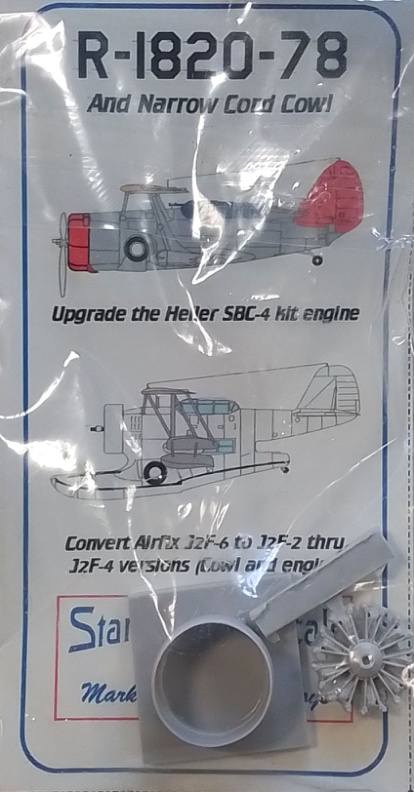 R-1820-78
And Narrow Cord Cowl
Upgrade the Heller SBC-4 kit engine
Convert Airfix J2F-6 to J2F-2 thru
J2F-4 versions (Cowl and